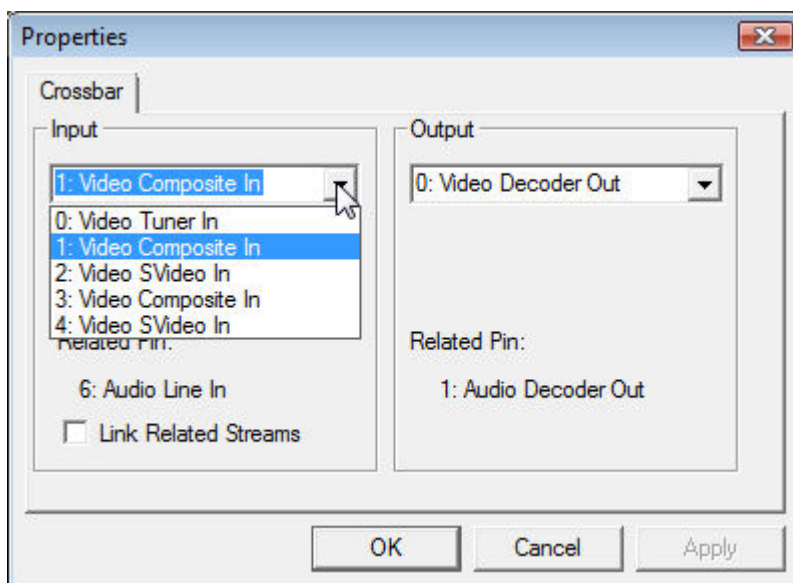 Properties
Crossbar
Input
1: Video Composite In
0: Video Tuner In
1: Video Composite In
2: Video SVideo In
3: Video Composite In
4: Video SVideo In
Related Pin:
6: Audio Line In
Link Related Streams
Output
0: Video Decoder Out
Related Pin:
1: Audio Decoder Out
OK
Cancel
Apply